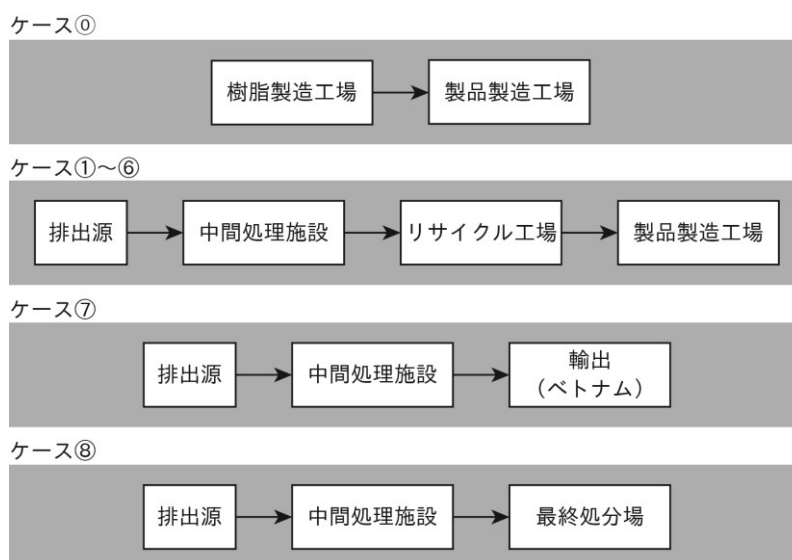 ケース⓪
樹脂製造工場
製品製造工場
ケース①～⑥
排出源
中間処理施設
リサイクル工場
製品製造工場
ケース⑦
排出源
中間処理施設
輸出
（ベトナム）
ケース⑧
排出源
中間処理施設
最終処分場